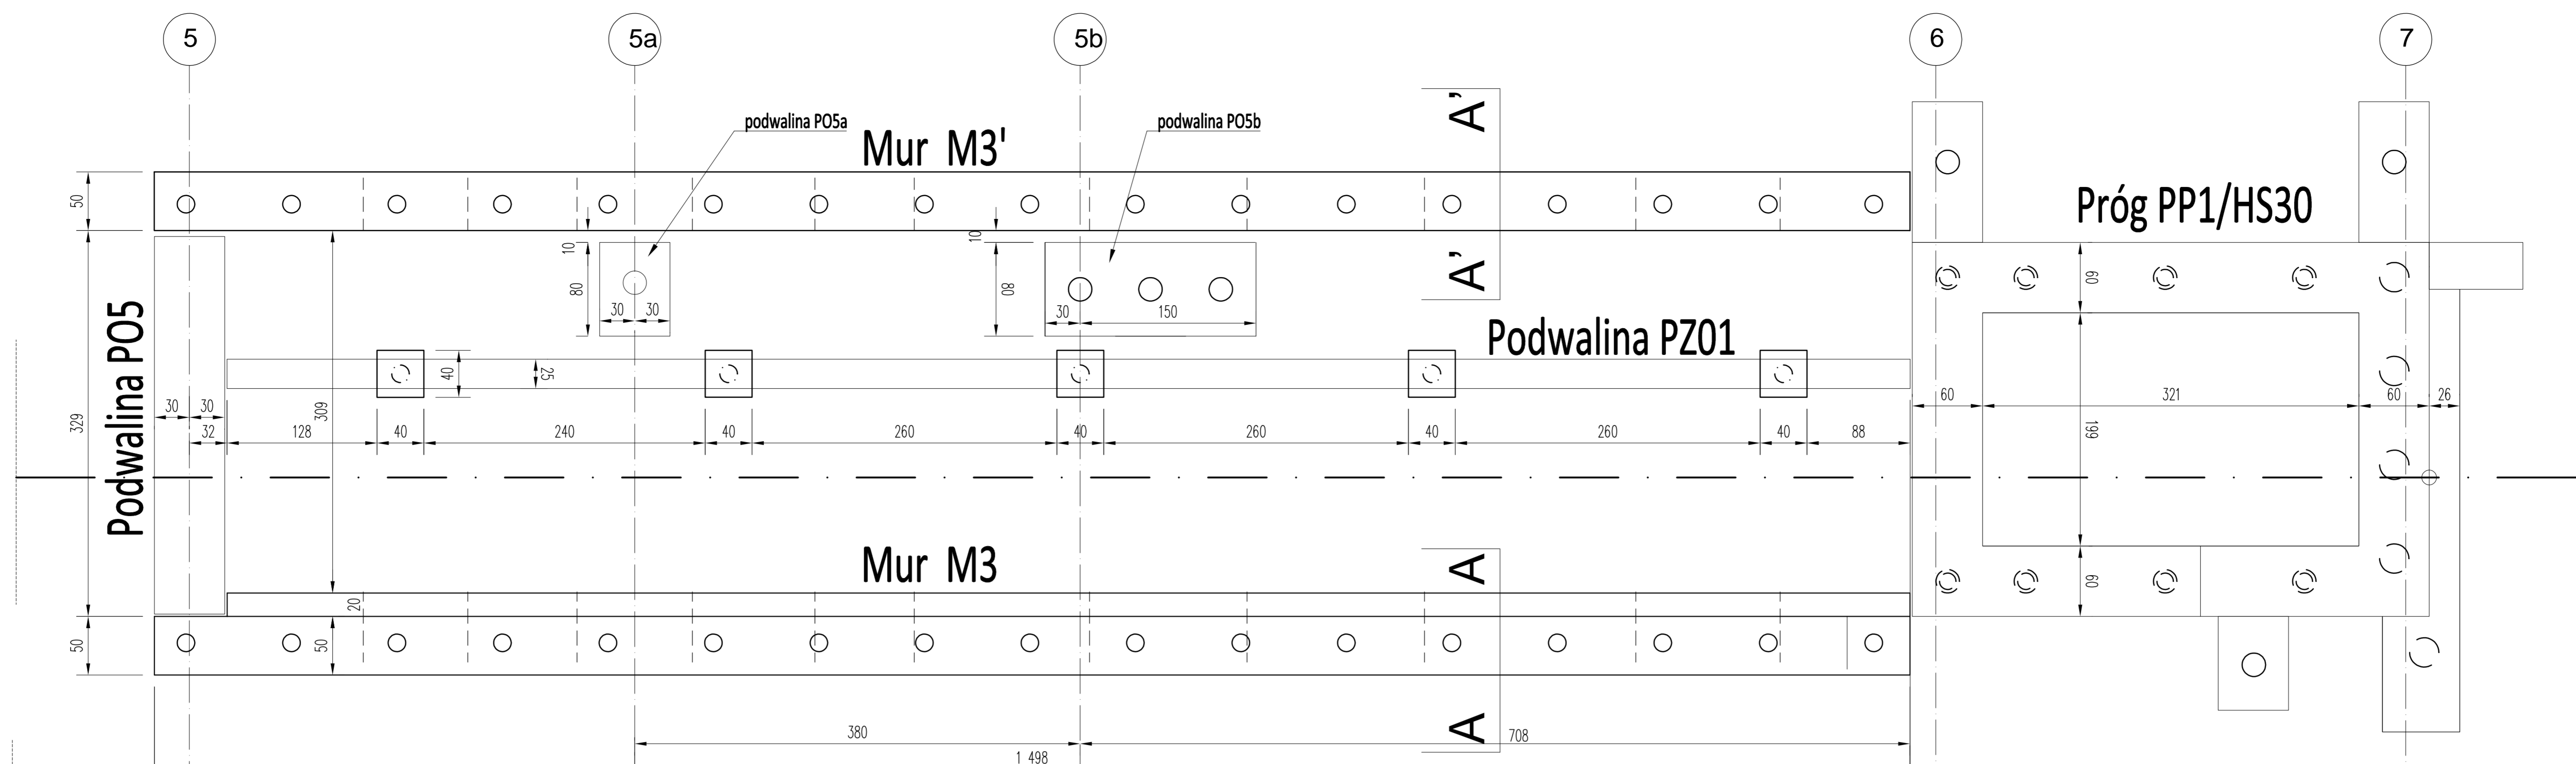 5
5a
5b
6
7
podwalina PO5a
podwalina PO5b
Mur M3'
A'
Próg PP1/HS30
50
10
10
80
80
60
A'
30 30
30 150
Podwalina PZ01
Podwalina PO5
329
30 30
40
25
309
60 321 60 26
32 128 40 240 40 260 40 260 40 260 40 88
199
Mur M3
A
60
20
50
50
A
380
708
1 498